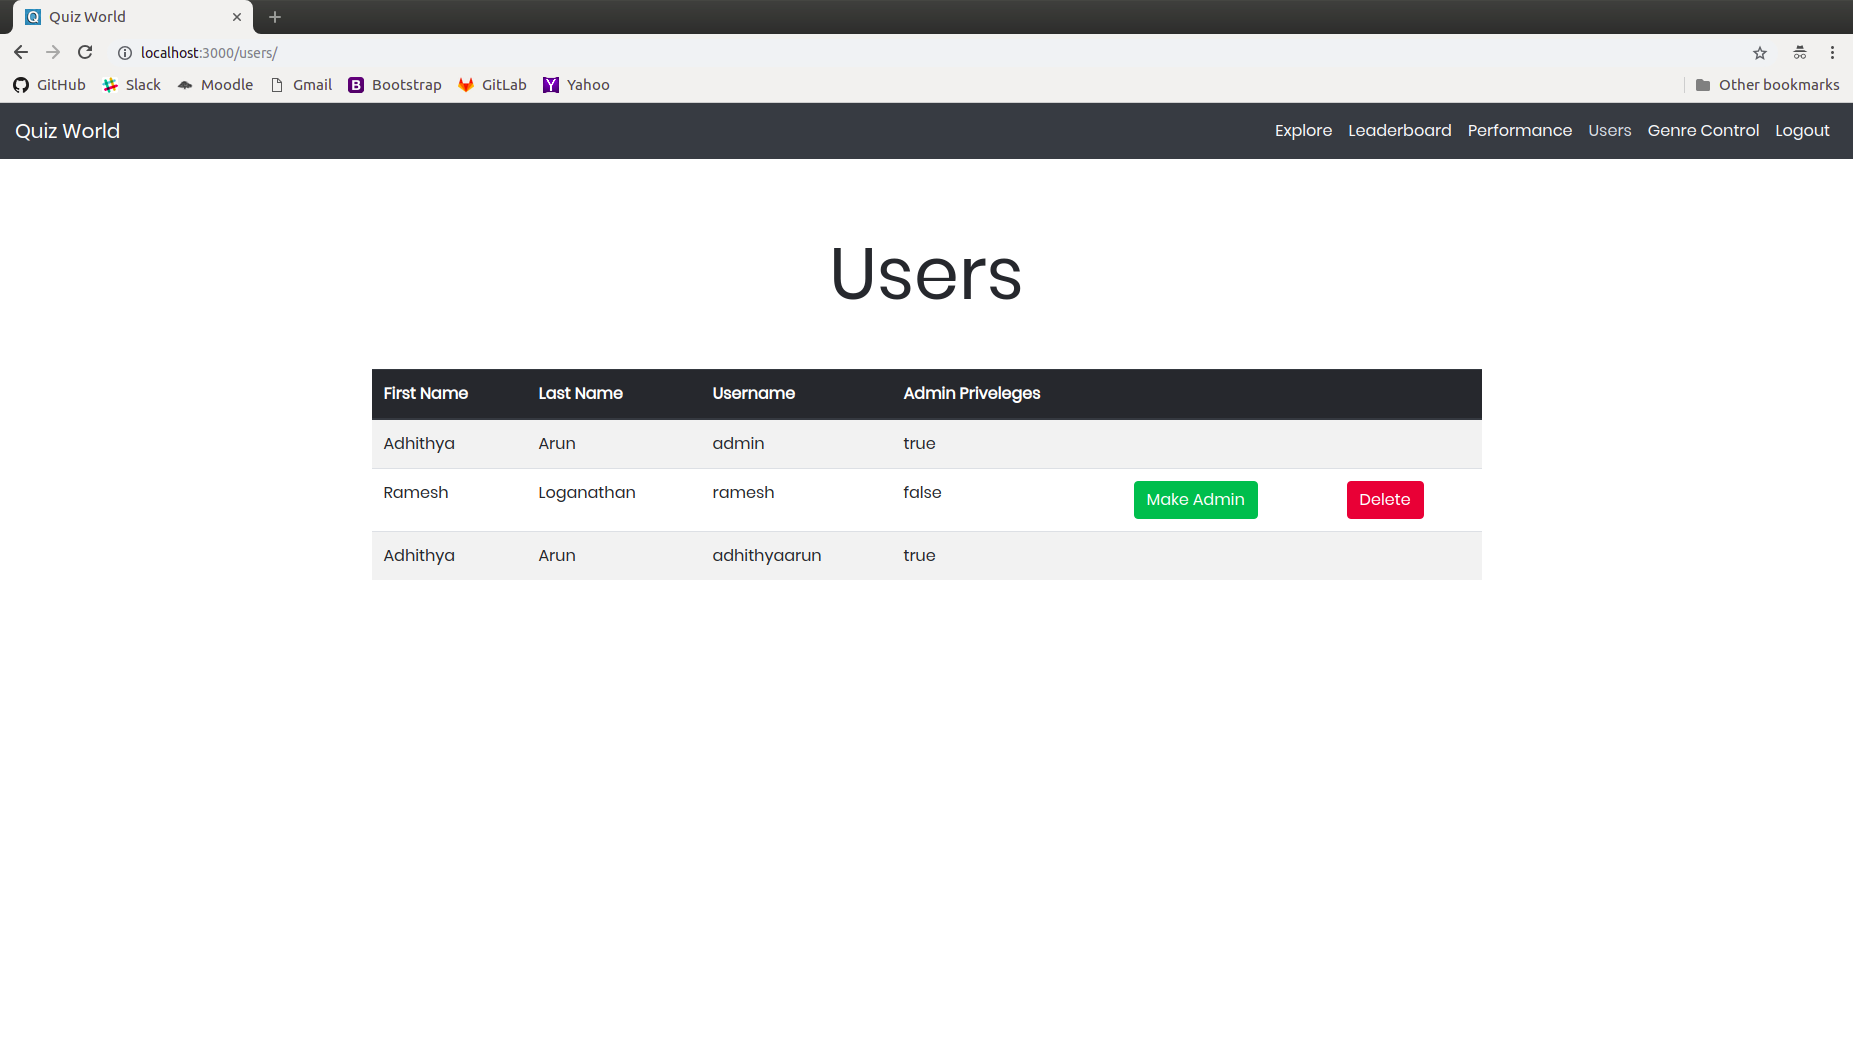 Quiz World
localhost:3000/users/
GitHub Slack Moodle Gmail Bootstrap GitLab Yahoo Other bookmarks
Quiz World Explore Leaderboard Performance Users Genre Control Logout
Users
First Name Last Name Username Admin Priveleges
Adhithya Arun admin true
Ramesh Loganathan ramesh false Make Admin Delete
Adhithya Arun adhithyaarun true